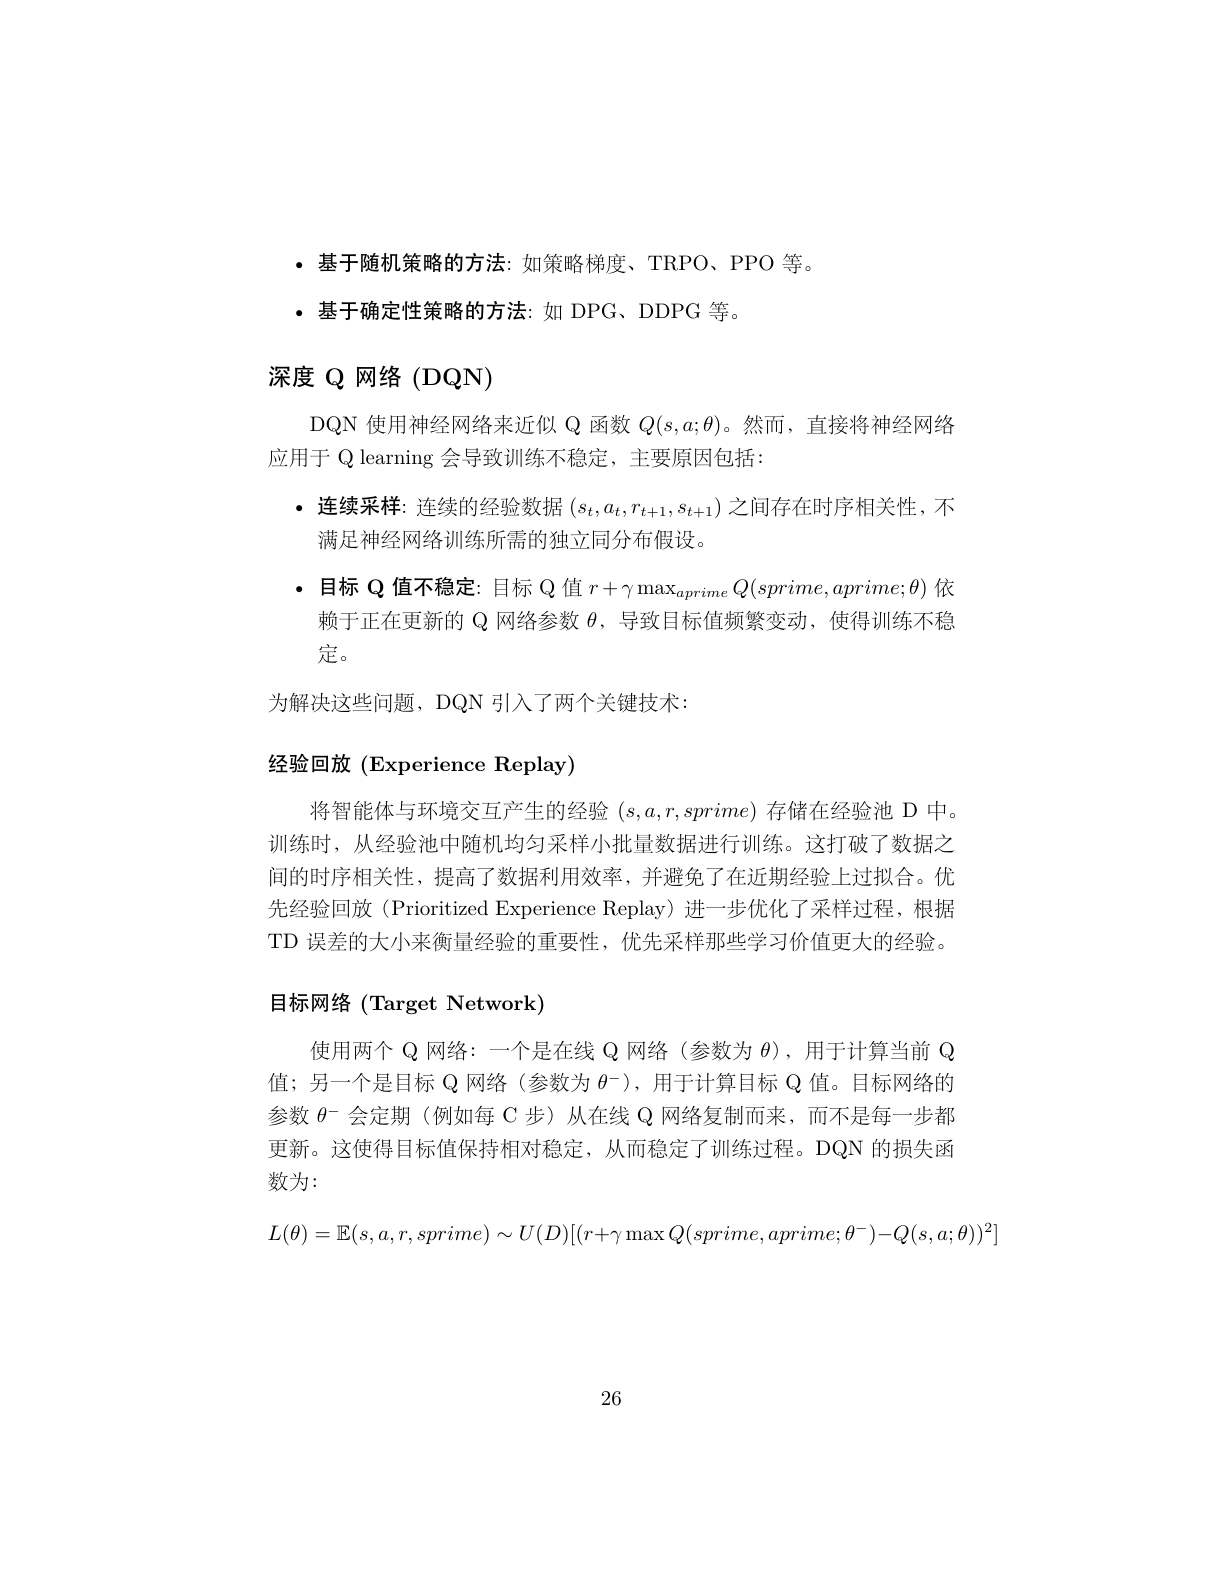 • 基于随机策略的方法: 如策略梯度、TRPO、PPO 等。
• 基于确定性策略的方法: 如 DPG、DDPG 等。
深度 Q 网络 (DQN)
DQN 使用神经网络来近似 Q 函数 Q(s, a; θ)。然而，直接将神经网络
应用于 Q learning 会导致训练不稳定，主要原因包括：
• 连续采样: 连续的经验数据 (s_t, a_t, r_{t+1}, s_{t+1}) 之间存在时序相关性，不
满足神经网络训练所需的独立同分布假设。
• 目标 Q 值不稳定: 目标 Q 值 r + γ max_{aprime} Q(sprime, aprime; θ) 依
赖于正在更新的 Q 网络参数 θ，导致目标值频繁变动，使得训练不稳
定。
为解决这些问题，DQN 引入了两个关键技术：
经验回放 (Experience Replay)
将智能体与环境交互产生的经验 (s, a, r, sprime) 存储在经验池 D 中。
训练时，从经验池中随机均匀采样小批量数据进行训练。这打破了数据之
间的时序相关性，提高了数据利用效率，并避免了在近期经验上过拟合。优
先经验回放（Prioritized Experience Replay）进一步优化了采样过程，根据
TD 误差的大小来衡量经验的重要性，优先采样那些学习价值更大的经验。
目标网络 (Target Network)
使用两个 Q 网络：一个是在线 Q 网络（参数为 θ），用于计算当前 Q
值；另一个是目标 Q 网络（参数为 θ⁻），用于计算目标 Q 值。目标网络的
参数 θ⁻ 会定期（例如每 C 步）从在线 Q 网络复制而来，而不是每一步都
更新。这使得目标值保持相对稳定，从而稳定了训练过程。DQN 的损失函
数为：
L(θ) = 𝔼(s, a, r, sprime) ∼ U(D)[(r+γ max Q(sprime, aprime; θ⁻)−Q(s, a; θ))²]
26